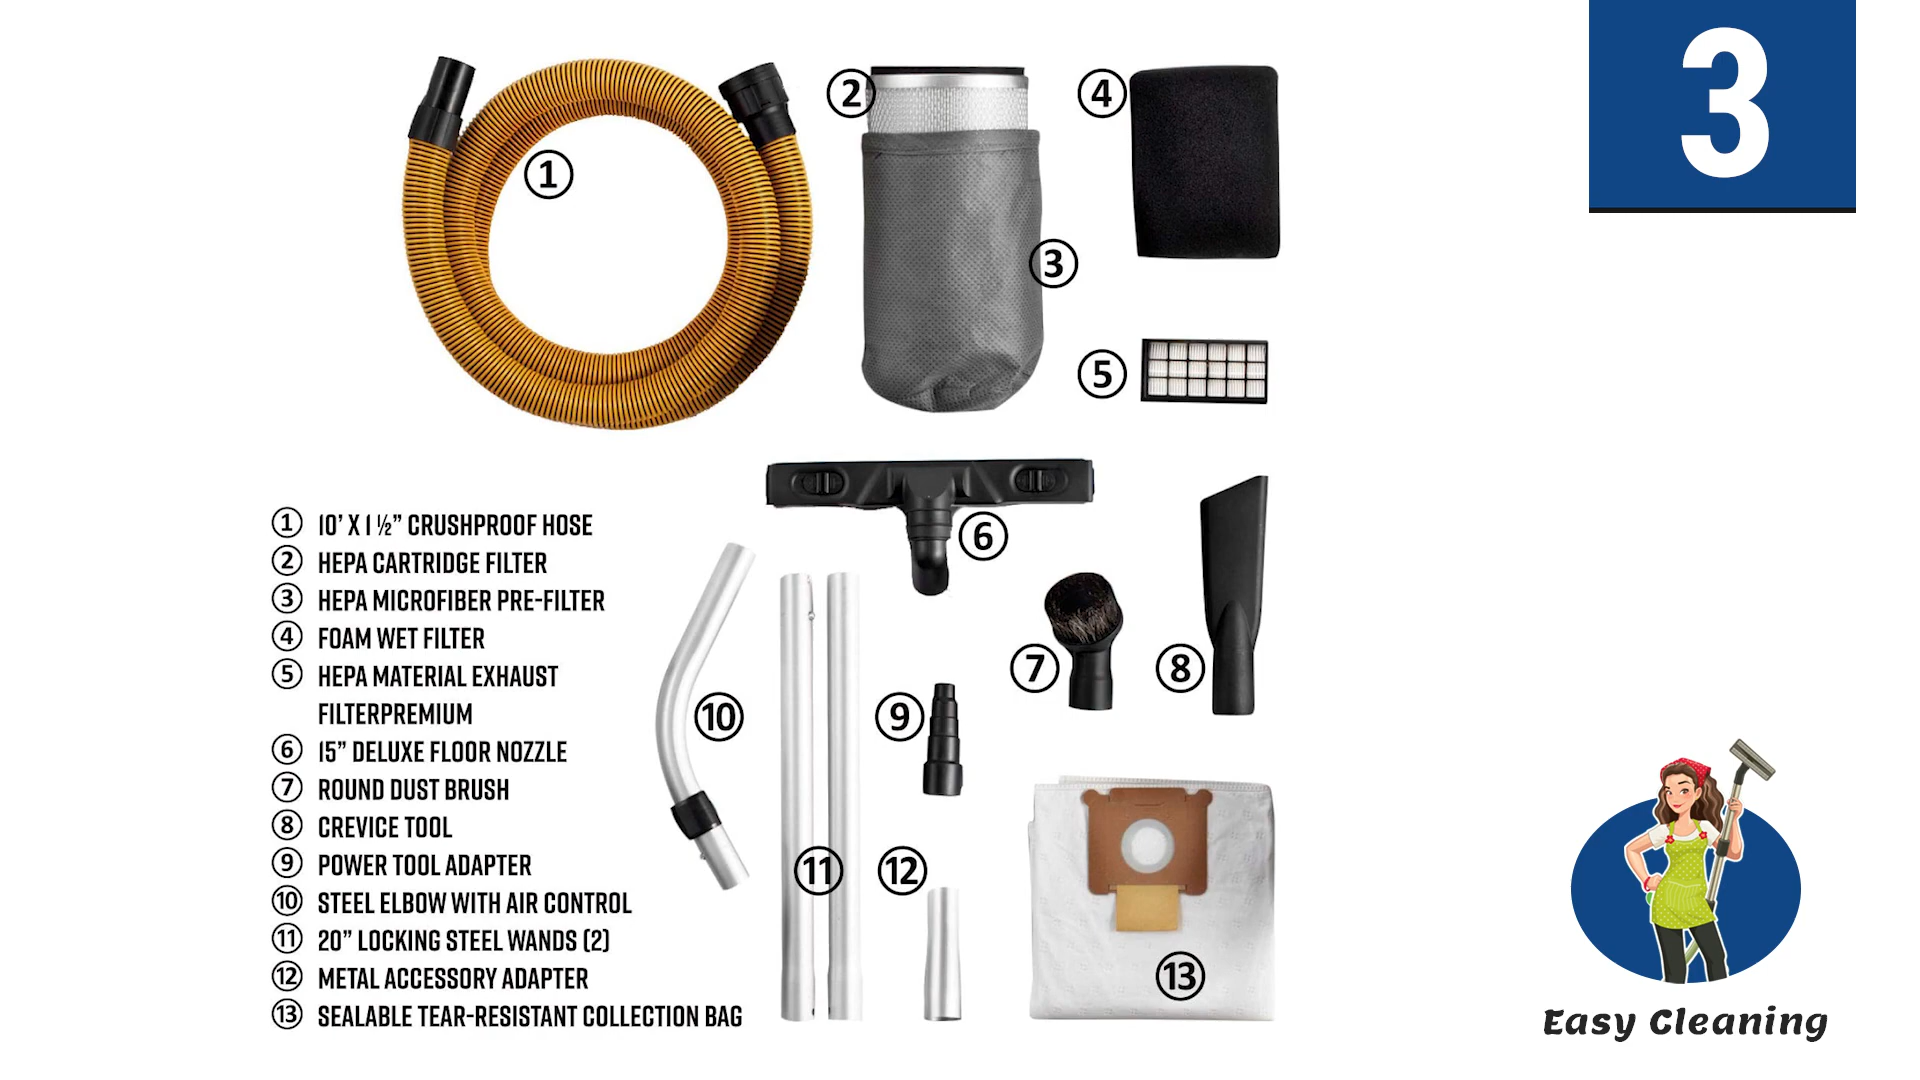 3
①
②
④
③
⑤
① 10’ X 1 ½” CRUSHPROOF HOSE
② HEPA CARTRIDGE FILTER
③ HEPA MICROFIBER PRE-FILTER
④ FOAM WET FILTER
⑤ HEPA MATERIAL EXHAUST
FILTERPREMIUM
⑥ 15” DELUXE FLOOR NOZZLE
⑦ ROUND DUST BRUSH
⑧ CREVICE TOOL
⑨ POWER TOOL ADAPTER
⑩ STEEL ELBOW WITH AIR CONTROL
⑪ 20” LOCKING STEEL WANDS (2)
⑫ METAL ACCESSORY ADAPTER
⑬ SEALABLE TEAR-RESISTANT COLLECTION BAG
⑥
⑦
⑧
⑩
⑨
⑪
⑫
⑬
Easy Cleaning